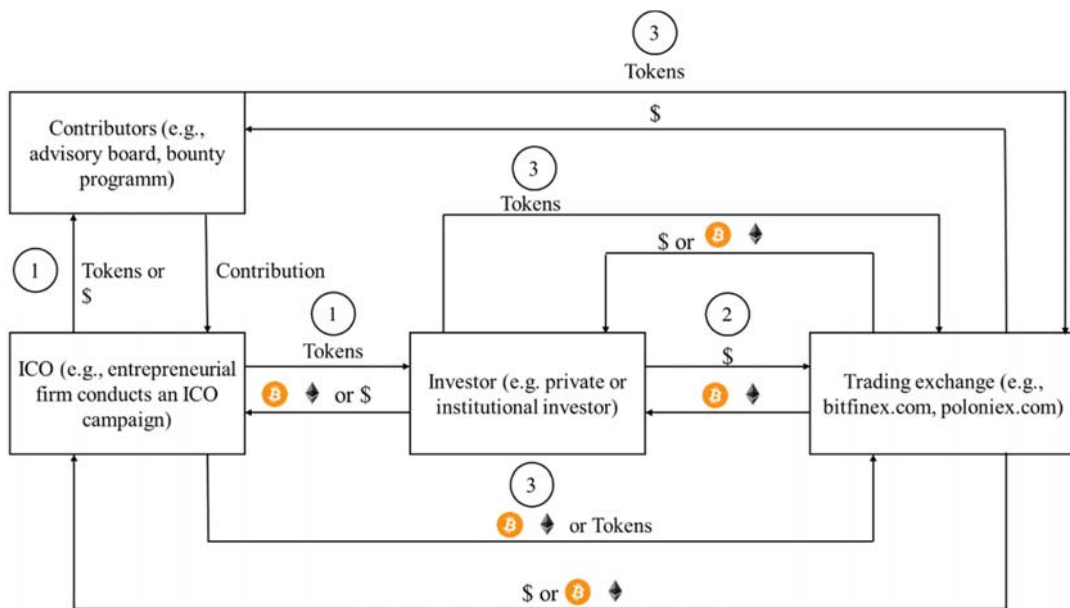 3
Tokens
$
Contributors (e.g.,
advisory board, bounty
programm)
3
Tokens
$ or
1
Tokens or
$
Contribution
1
Tokens
2
$
ICO (e.g., entrepreneurial
firm conducts an ICO
campaign)
or $
Investor (e.g. private or
institutional investor)
Trading exchange (e.g.,
bitfinex.com, poloniex.com)
3
or Tokens
$ or